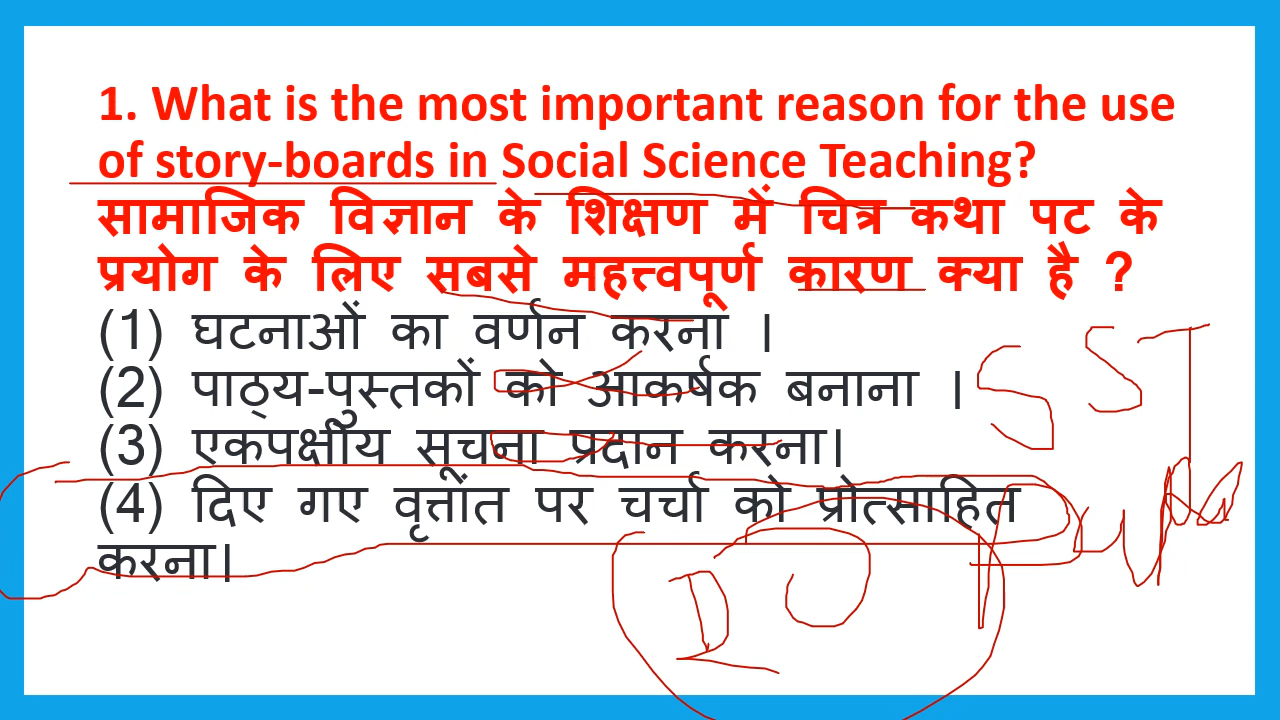 1. What is the most important reason for the use
of story-boards in Social Science Teaching?
सामाजिक विज्ञान के शिक्षण में चित्र कथा पट के
प्रयोग के लिए सबसे महत्त्वपूर्ण कारण क्या है ?
(1) घटनाओं का वर्णन करना ।
(2) पाठ्य-पुस्तकों को आकर्षक बनाना ।
(3) एकपक्षीय सूचना प्रदान करना।
(4) दिए गए वृत्तांत पर चर्चा को प्रोत्साहित
करना।
SST